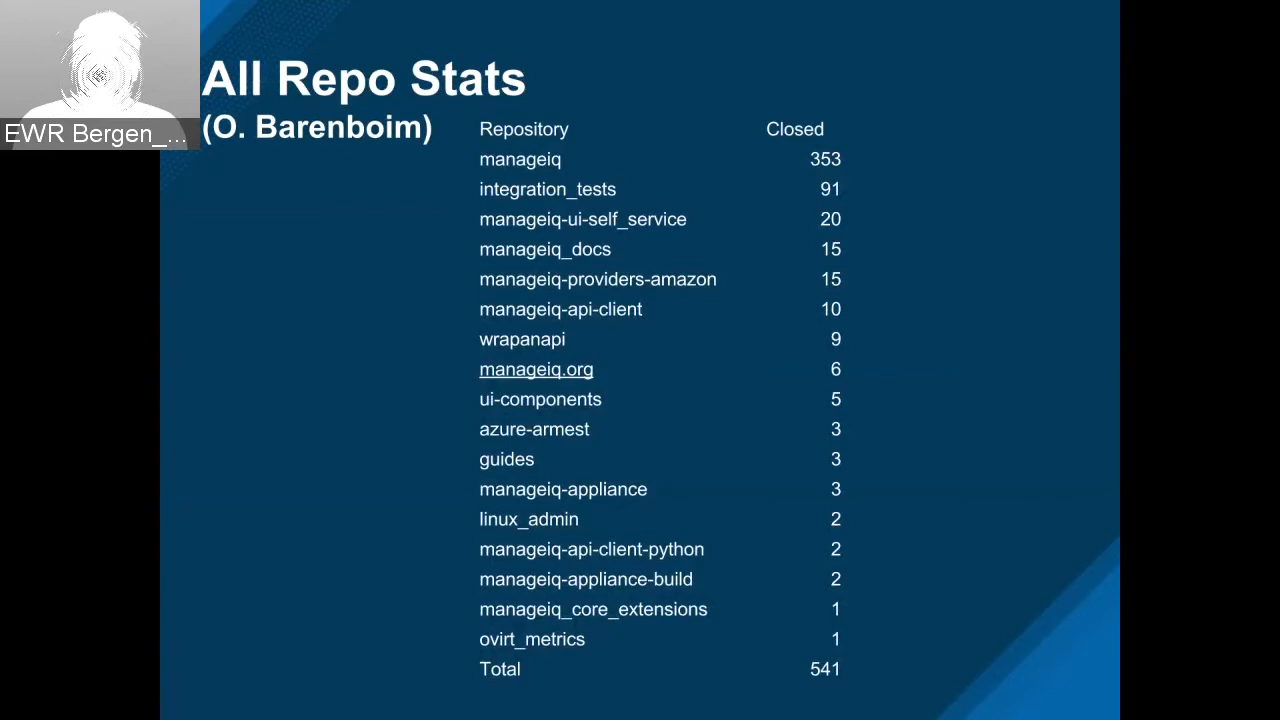 All Repo Stats
EWR Bergen_...
(O. Barenboim)
Repository Closed
manageiq 353
integration_tests 91
manageiq-ui-self_service 20
manageiq_docs 15
manageiq-providers-amazon 15
manageiq-api-client 10
wrapanapi 9
manageiq.org 6
ui-components 5
azure-armest 3
guides 3
manageiq-appliance 3
linux_admin 2
manageiq-api-client-python 2
manageiq-appliance-build 2
manageiq_core_extensions 1
ovirt_metrics 1
Total 541